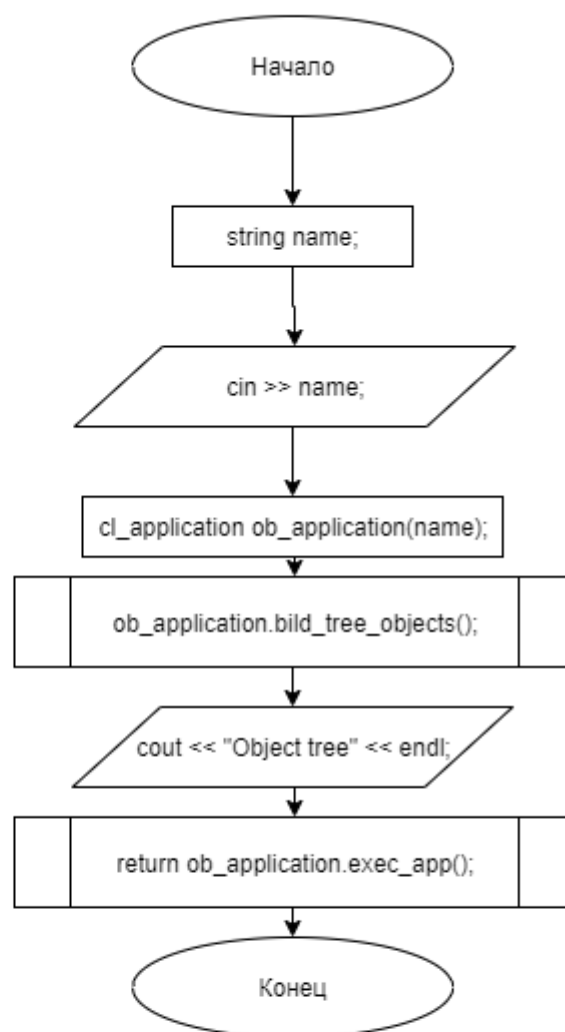 Начало
string name;
cin >> name;
cl_application ob_application(name);
ob_application.bild_tree_objects();
cout << "Object tree" << endl;
return ob_application.exec_app();
Конец